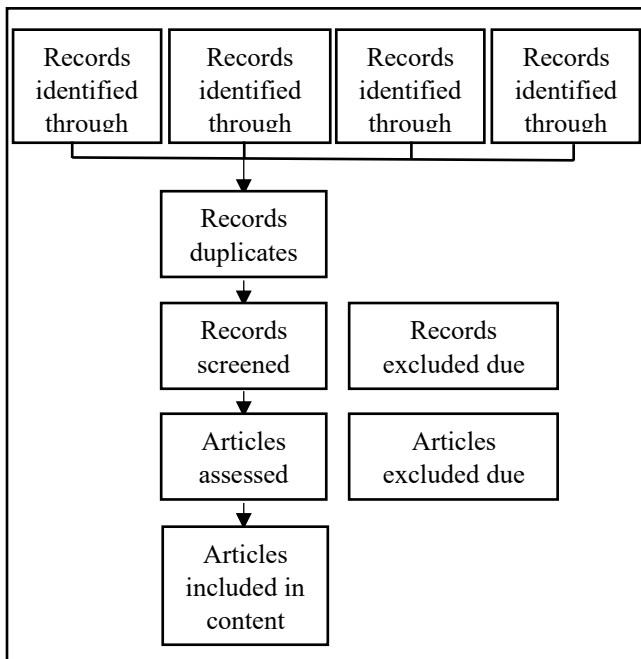 Records
identified
through
Records
identified
through
Records
identified
through
Records
identified
through
Records
duplicates
Records
screened
Records
excluded due
Articles
assessed
Articles
excluded due
Articles
included in
content